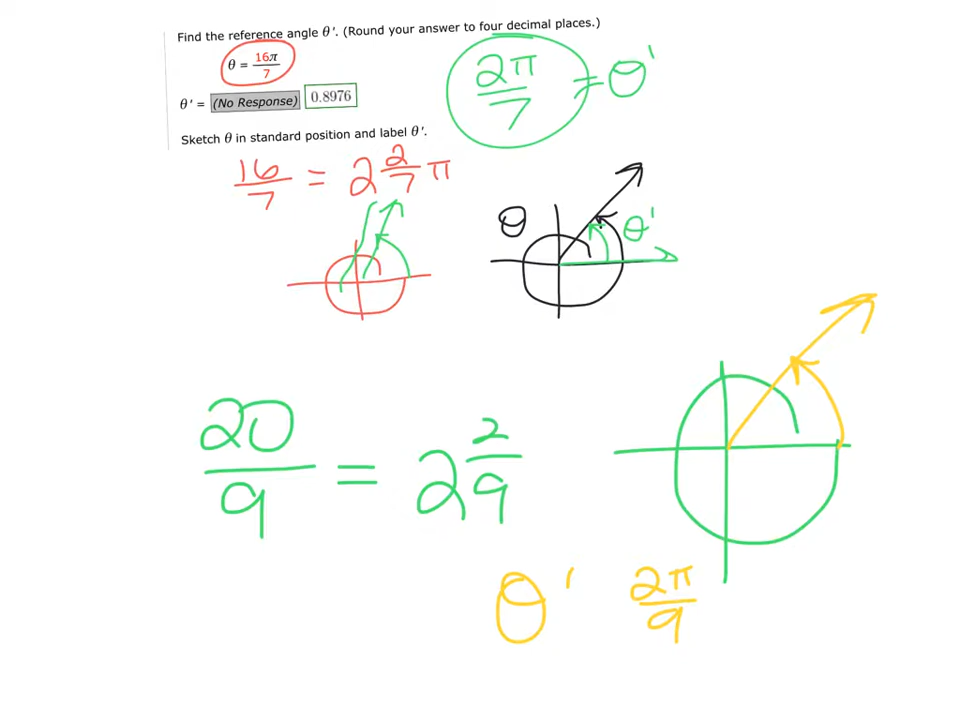 Find the reference angle θ'. (Round your answer to four decimal places.)
θ = 16π/7
2π/7 = θ'
θ' = (No Response) 0.8976
Sketch θ in standard position and label θ'.
16/7 = 2 2/7 π
θ
θ'
20/9 = 2 2/9
θ' 2π/9